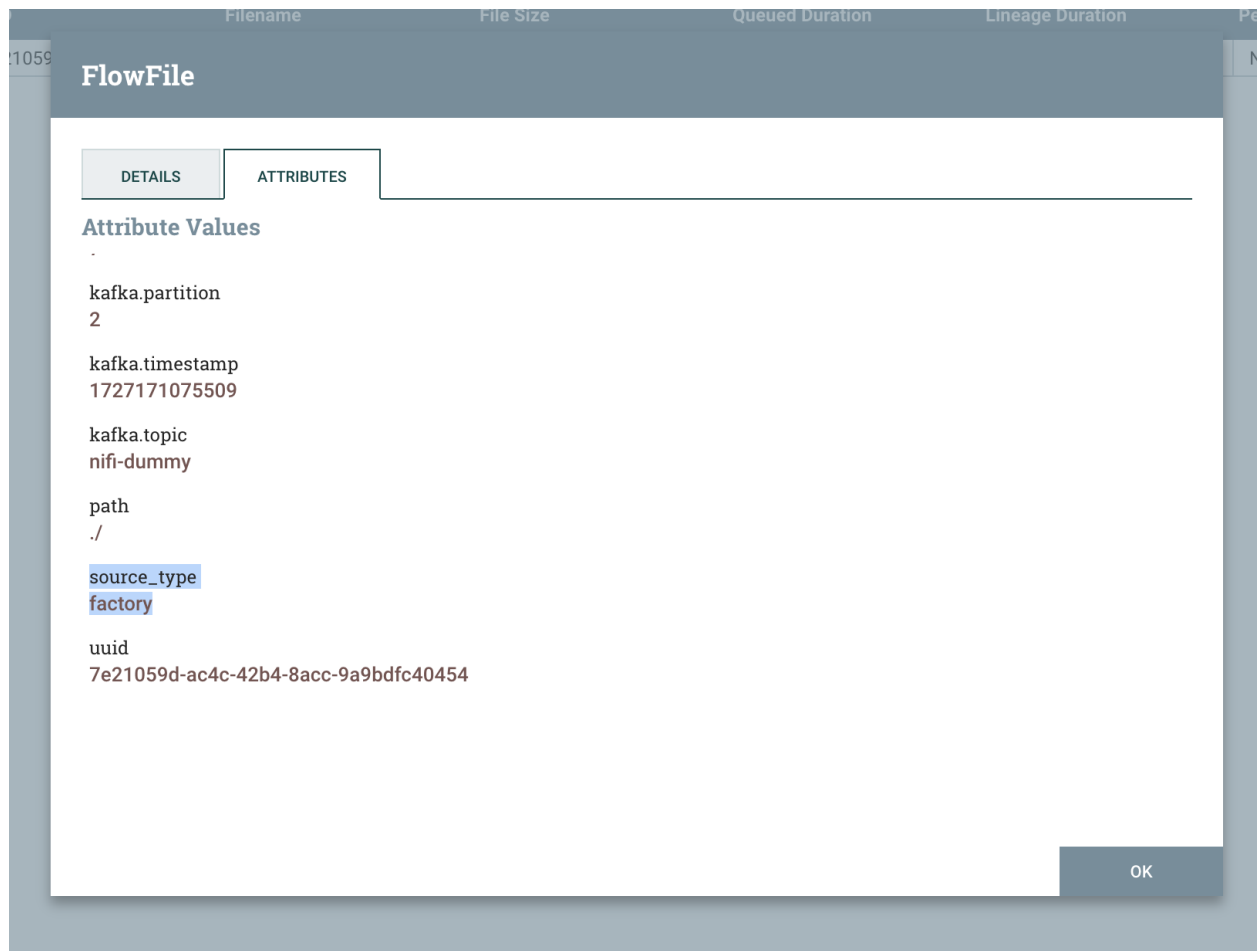 Filename File Size Queued Duration Lineage Duration
21059
FlowFile
DETAILS ATTRIBUTES
Attribute Values
kafka.partition
2
kafka.timestamp
1727171075509
kafka.topic
nifi-dummy
path
./
source_type
factory
uuid
7e21059d-ac4c-42b4-8acc-9a9bdfc40454
OK